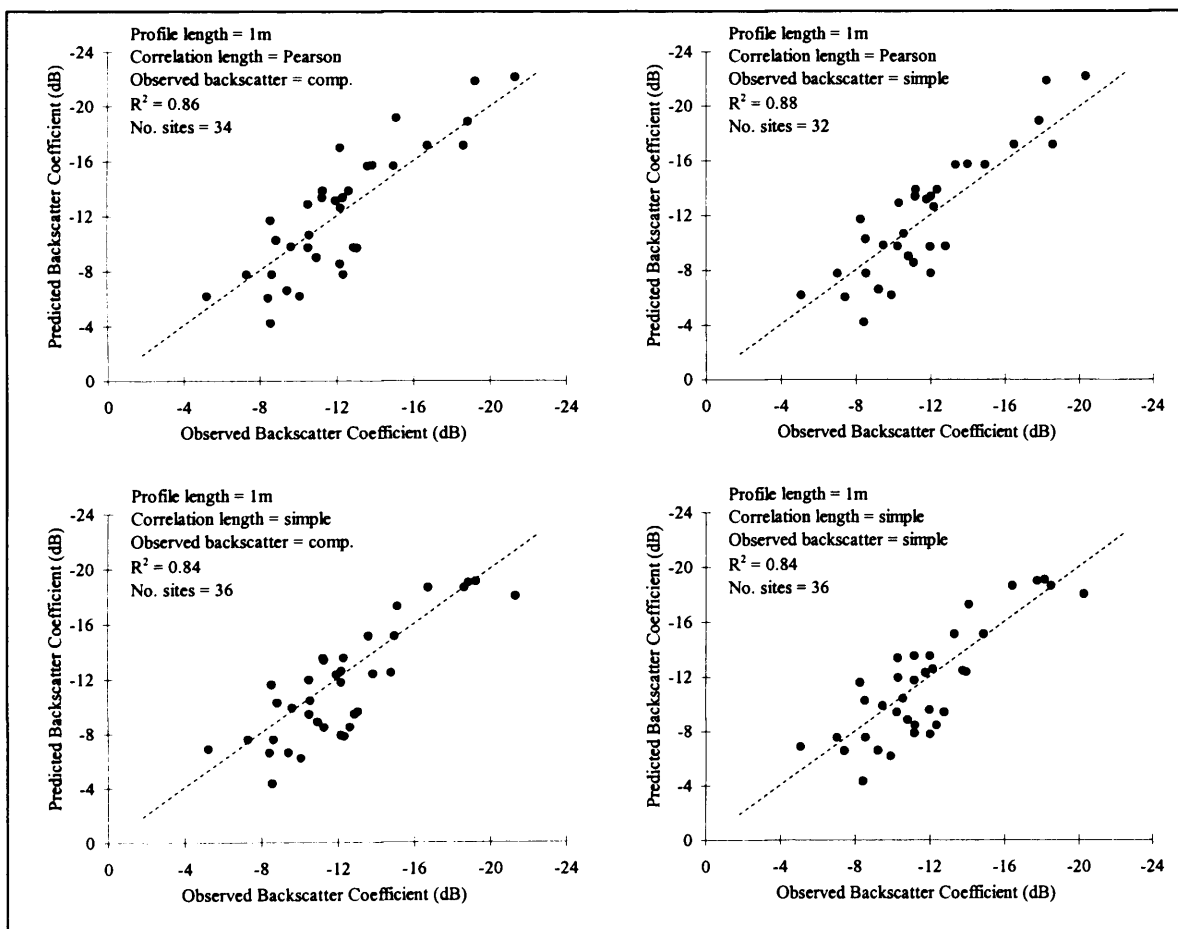 Profile length = 1m
Correlation length = Pearson
Observed backscatter = comp.
R² = 0.86
No. sites = 34
Predicted Backscatter Coefficient (dB)
-24
-20
-16
-12
-8
-4
0
0 -4 -8 -12 -16 -20 -24
Observed Backscatter Coefficient (dB)
Profile length = 1m
Correlation length = Pearson
Observed backscatter = simple
R² = 0.88
No. sites = 32
Predicted Backscatter Coefficient (dB)
-24
-20
-16
-12
-8
-4
0
0 -4 -8 -12 -16 -20 -24
Observed Backscatter Coefficient (dB)
Profile length = 1m
Correlation length = simple
Observed backscatter = comp.
R² = 0.84
No. sites = 36
Predicted Backscatter Coefficient (dB)
-24
-20
-16
-12
-8
-4
0
0 -4 -8 -12 -16 -20 -24
Observed Backscatter Coefficient (dB)
Profile length = 1m
Correlation length = simple
Observed backscatter = simple
R² = 0.84
No. sites = 36
Predicted Backscatter Coefficient (dB)
-24
-20
-16
-12
-8
-4
0
0 -4 -8 -12 -16 -20 -24
Observed Backscatter Coefficient (dB)